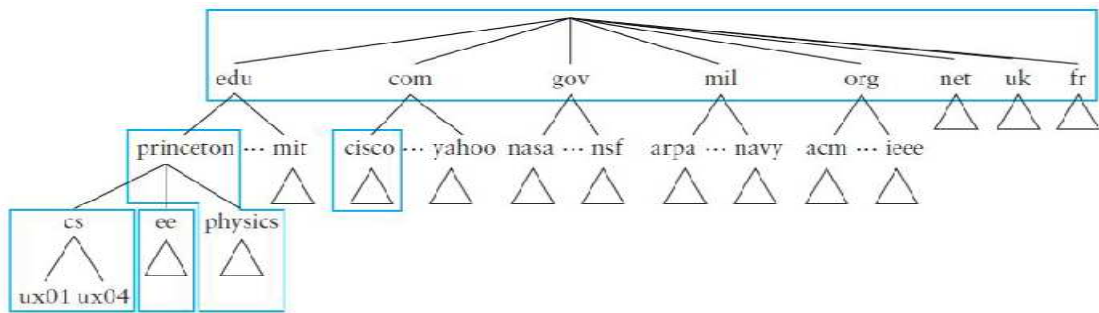 edu com gov mil org net uk fr
princeton ··· mit cisco ··· yahoo nasa ··· nsf arpa ··· navy acm ··· ieee
cs ee physics
ux01 ux04